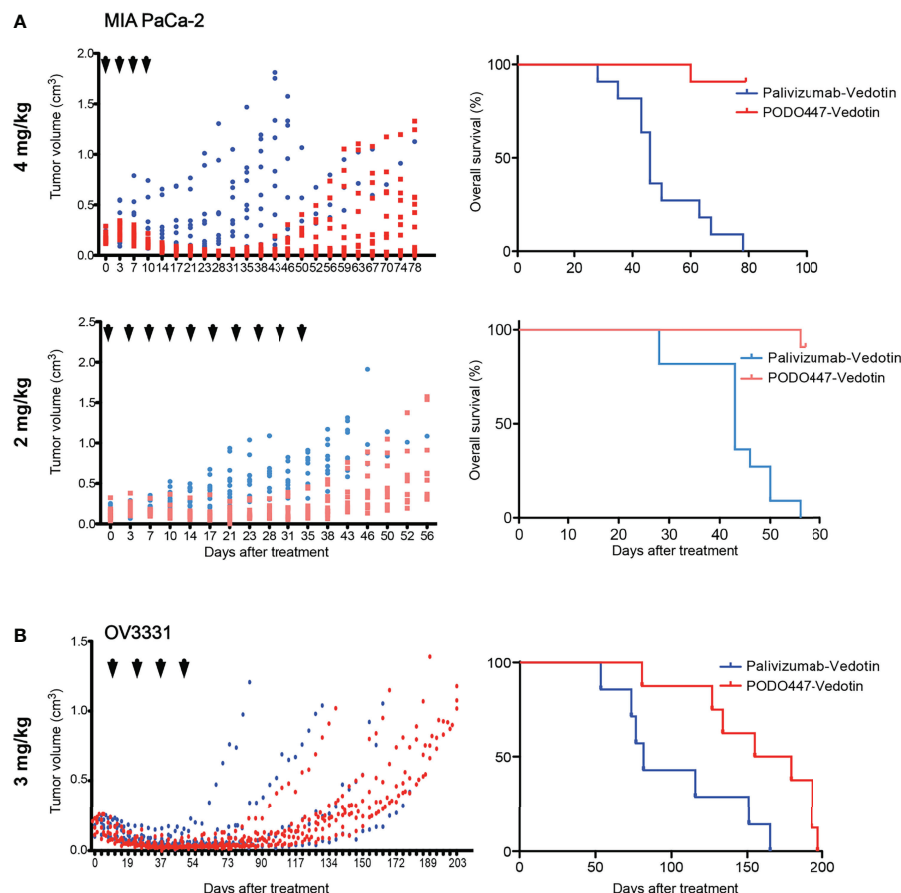 A
MIA PaCa-2
4 mg/kg
Tumor volume (cm3)
2.0
1.5
1.0
0.5
0.0
0 3 7 10 14 17 21 23 28 31 35 38 43 46 50 52 56 59 63 67 70 74 78
Overall survival (%)
100
50
0
0 20 40 60 80 100
Palivizumab-Vedotin
PODO447-Vedotin
2 mg/kg
Tumor volume (cm3)
2.5
2.0
1.5
1.0
0.5
0.0
0 3 7 10 14 17 21 23 28 31 35 38 43 46 50 52 56
Days after treatment
Overall survival (%)
100
50
0
0 10 20 30 40 50 60
Days after treatment
Palivizumab-Vedotin
PODO447-Vedotin
B
OV3331
3 mg/kg
Tumor volume (cm3)
1.5
1.0
0.5
0.0
0 19 37 54 73 90 117 134 150 172 189 203
Days after treatment
Overall survival (%)
100
50
0
0 50 100 150 200
Days after treatment
Palivizumab-Vedotin
PODO447-Vedotin